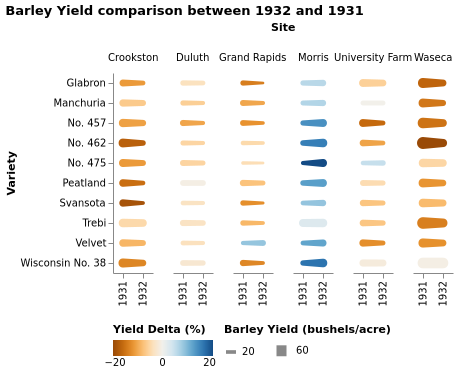 Barley Yield comparison between 1932 and 1931
Site
Crookston Duluth Grand Rapids Morris University Farm Waseca
Variety
Glabron
Manchuria
No. 457
No. 462
No. 475
Peatland
Svansota
Trebi
Velvet
Wisconsin No. 38
1931 1932 1931 1932 1931 1932 1931 1932 1931 1932 1931 1932
Yield Delta (%) Barley Yield (bushels/acre)
20 60
−20 0 20